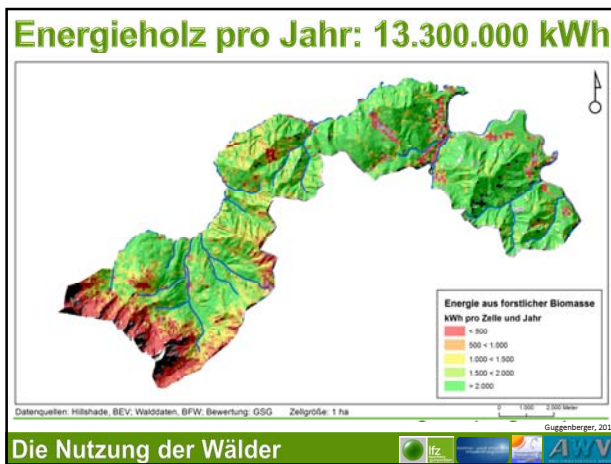 Energieholz pro Jahr: 13.300.000 kWh
Energie aus forstlicher Biomasse
kWh pro Zelle und Jahr
< 500
500 < 1.000
1.000 < 1.500
1.500 < 2.000
> 2.000
0 1.000 2.000 Meter
Datenquellen: Hillshade, BEV; Walddaten, BFW; Bewertung: GSG Zellgröße: 1 ha
Guggenberger, 201
Die Nutzung der Wälder
lfz
AWV